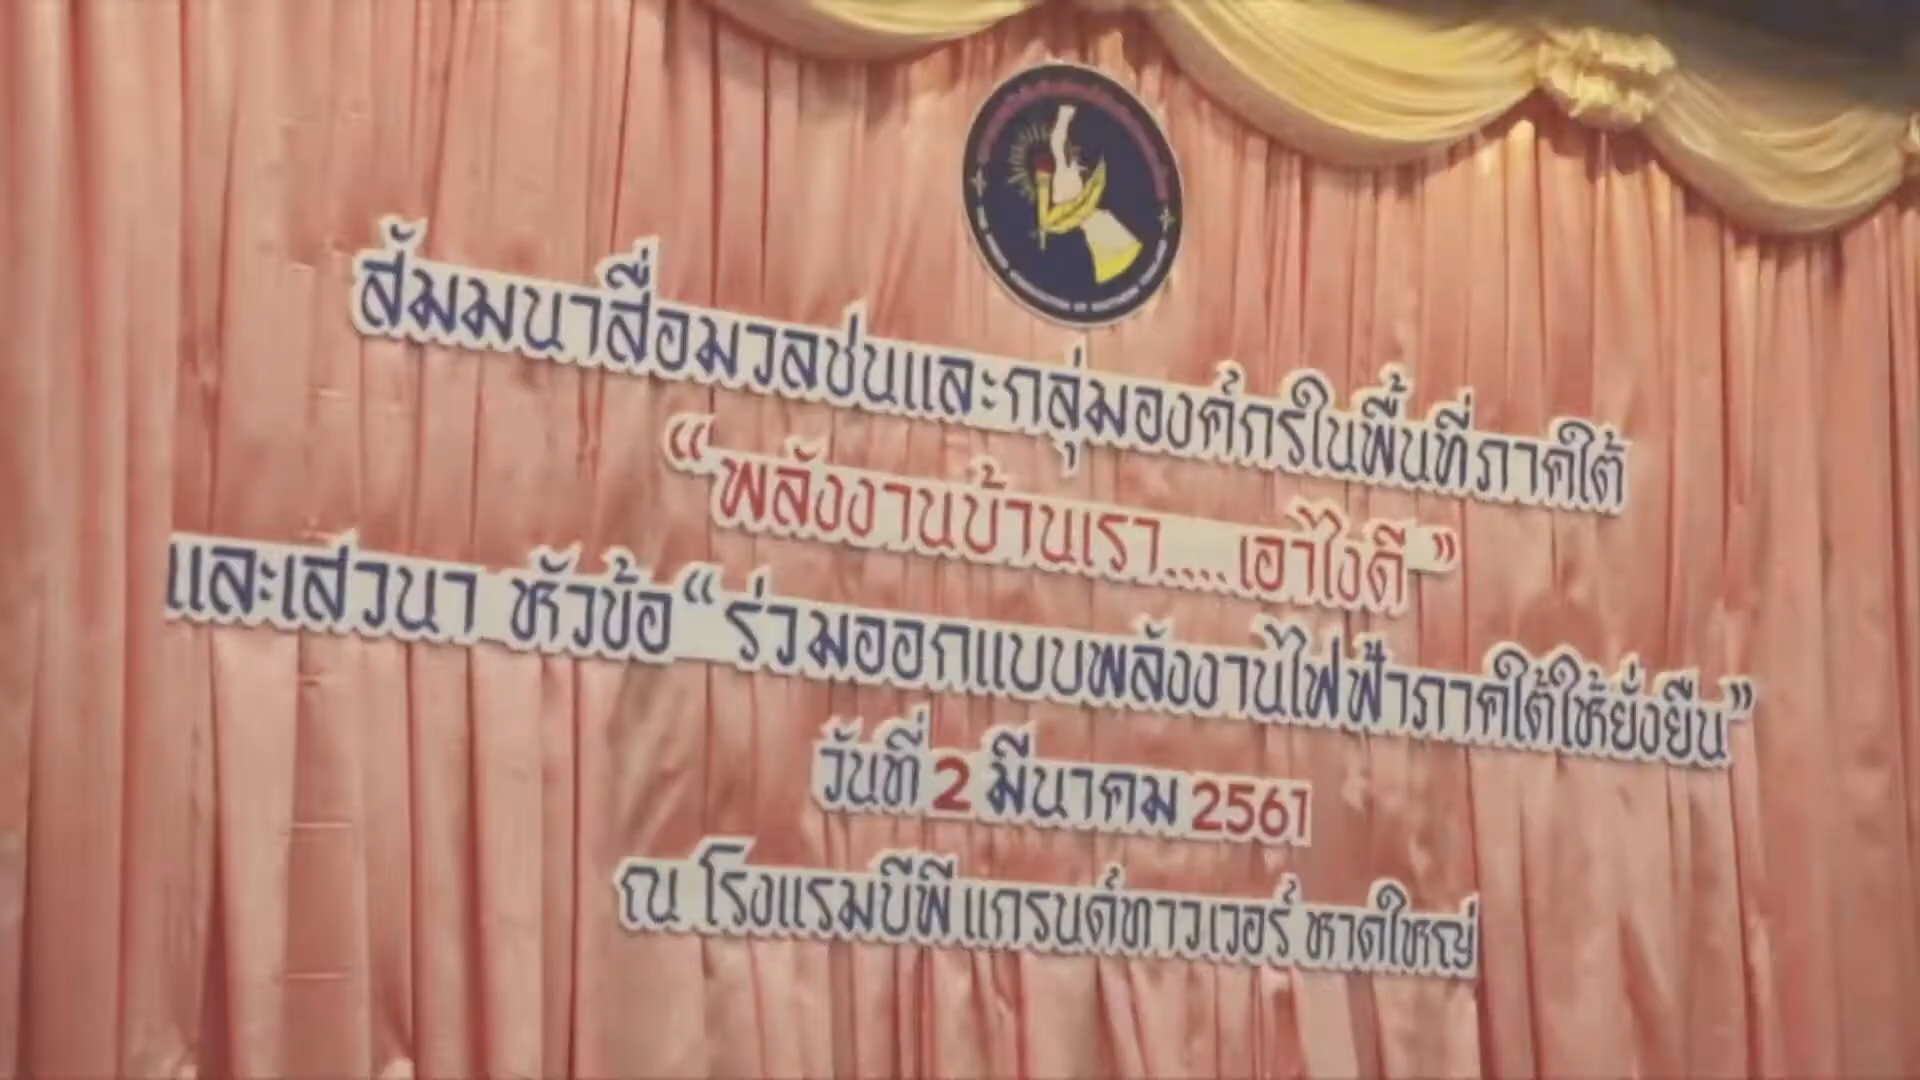 สัมมนาสื่อมวลชนและกลุ่มองค์กรในพื้นที่ภาคใต้
“พลังงานบ้านเรา....เอาไงดี”
และเสวนา หัวข้อ“ร่วมออกแบบพลังงานไฟฟ้าภาคใต้ให้ยั่งยืน”
วันที่ 2 มีนาคม 2561
ณ โรงแรมบีพี แกรนด์ทาวเวอร์ หาดใหญ่